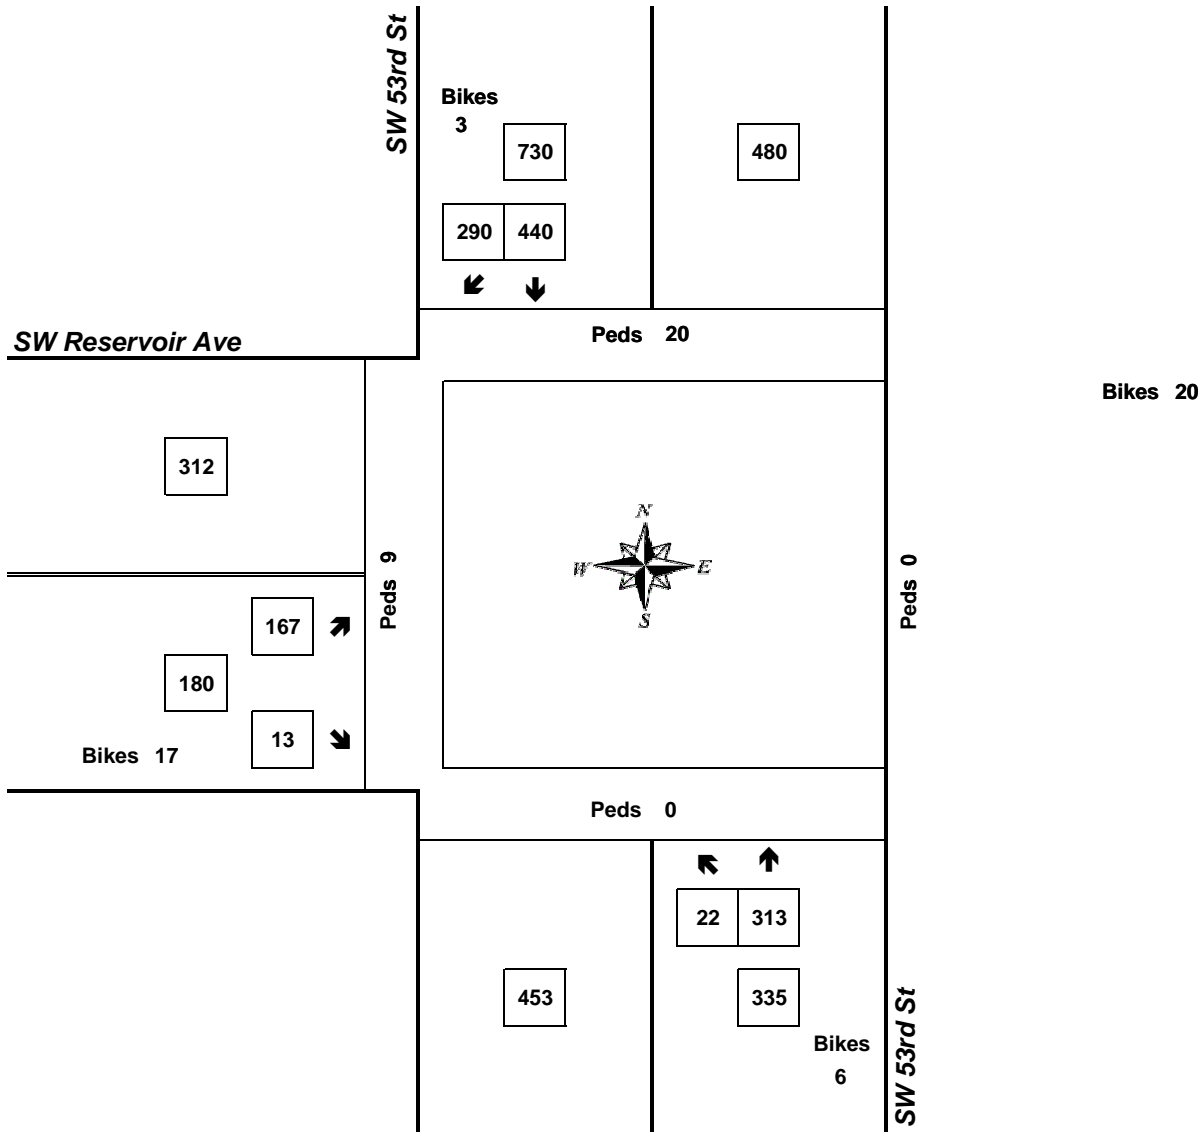 SW 53rd St
Bikes
3
730
480
290 440
Peds 20
SW Reservoir Ave
Bikes 20
312
N
W E
S
Peds 9
Peds 0
167
180
13
Bikes 17
Peds 0
22 313
453
335
Bikes
6
SW 53rd St